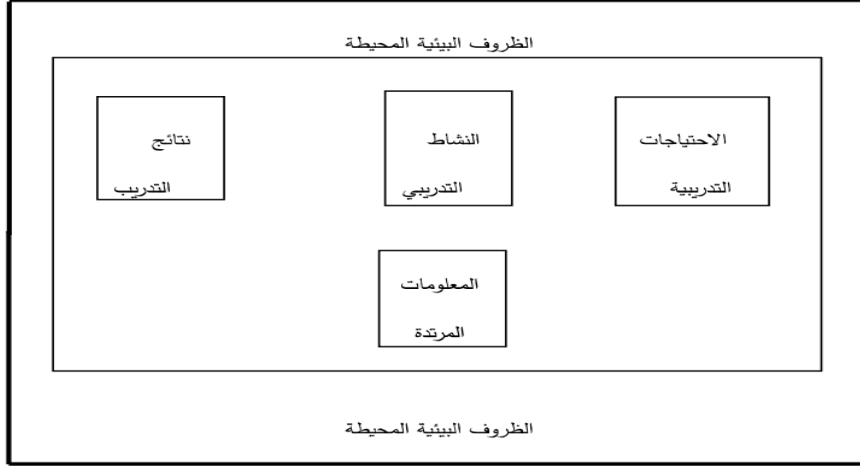 الظروف البيئية المحيطة
الاحتياجات
التدريبية
النشاط
التدريبي
نتائج
التدريب
المعلومات
المرتدة
الظروف البيئية المحيطة